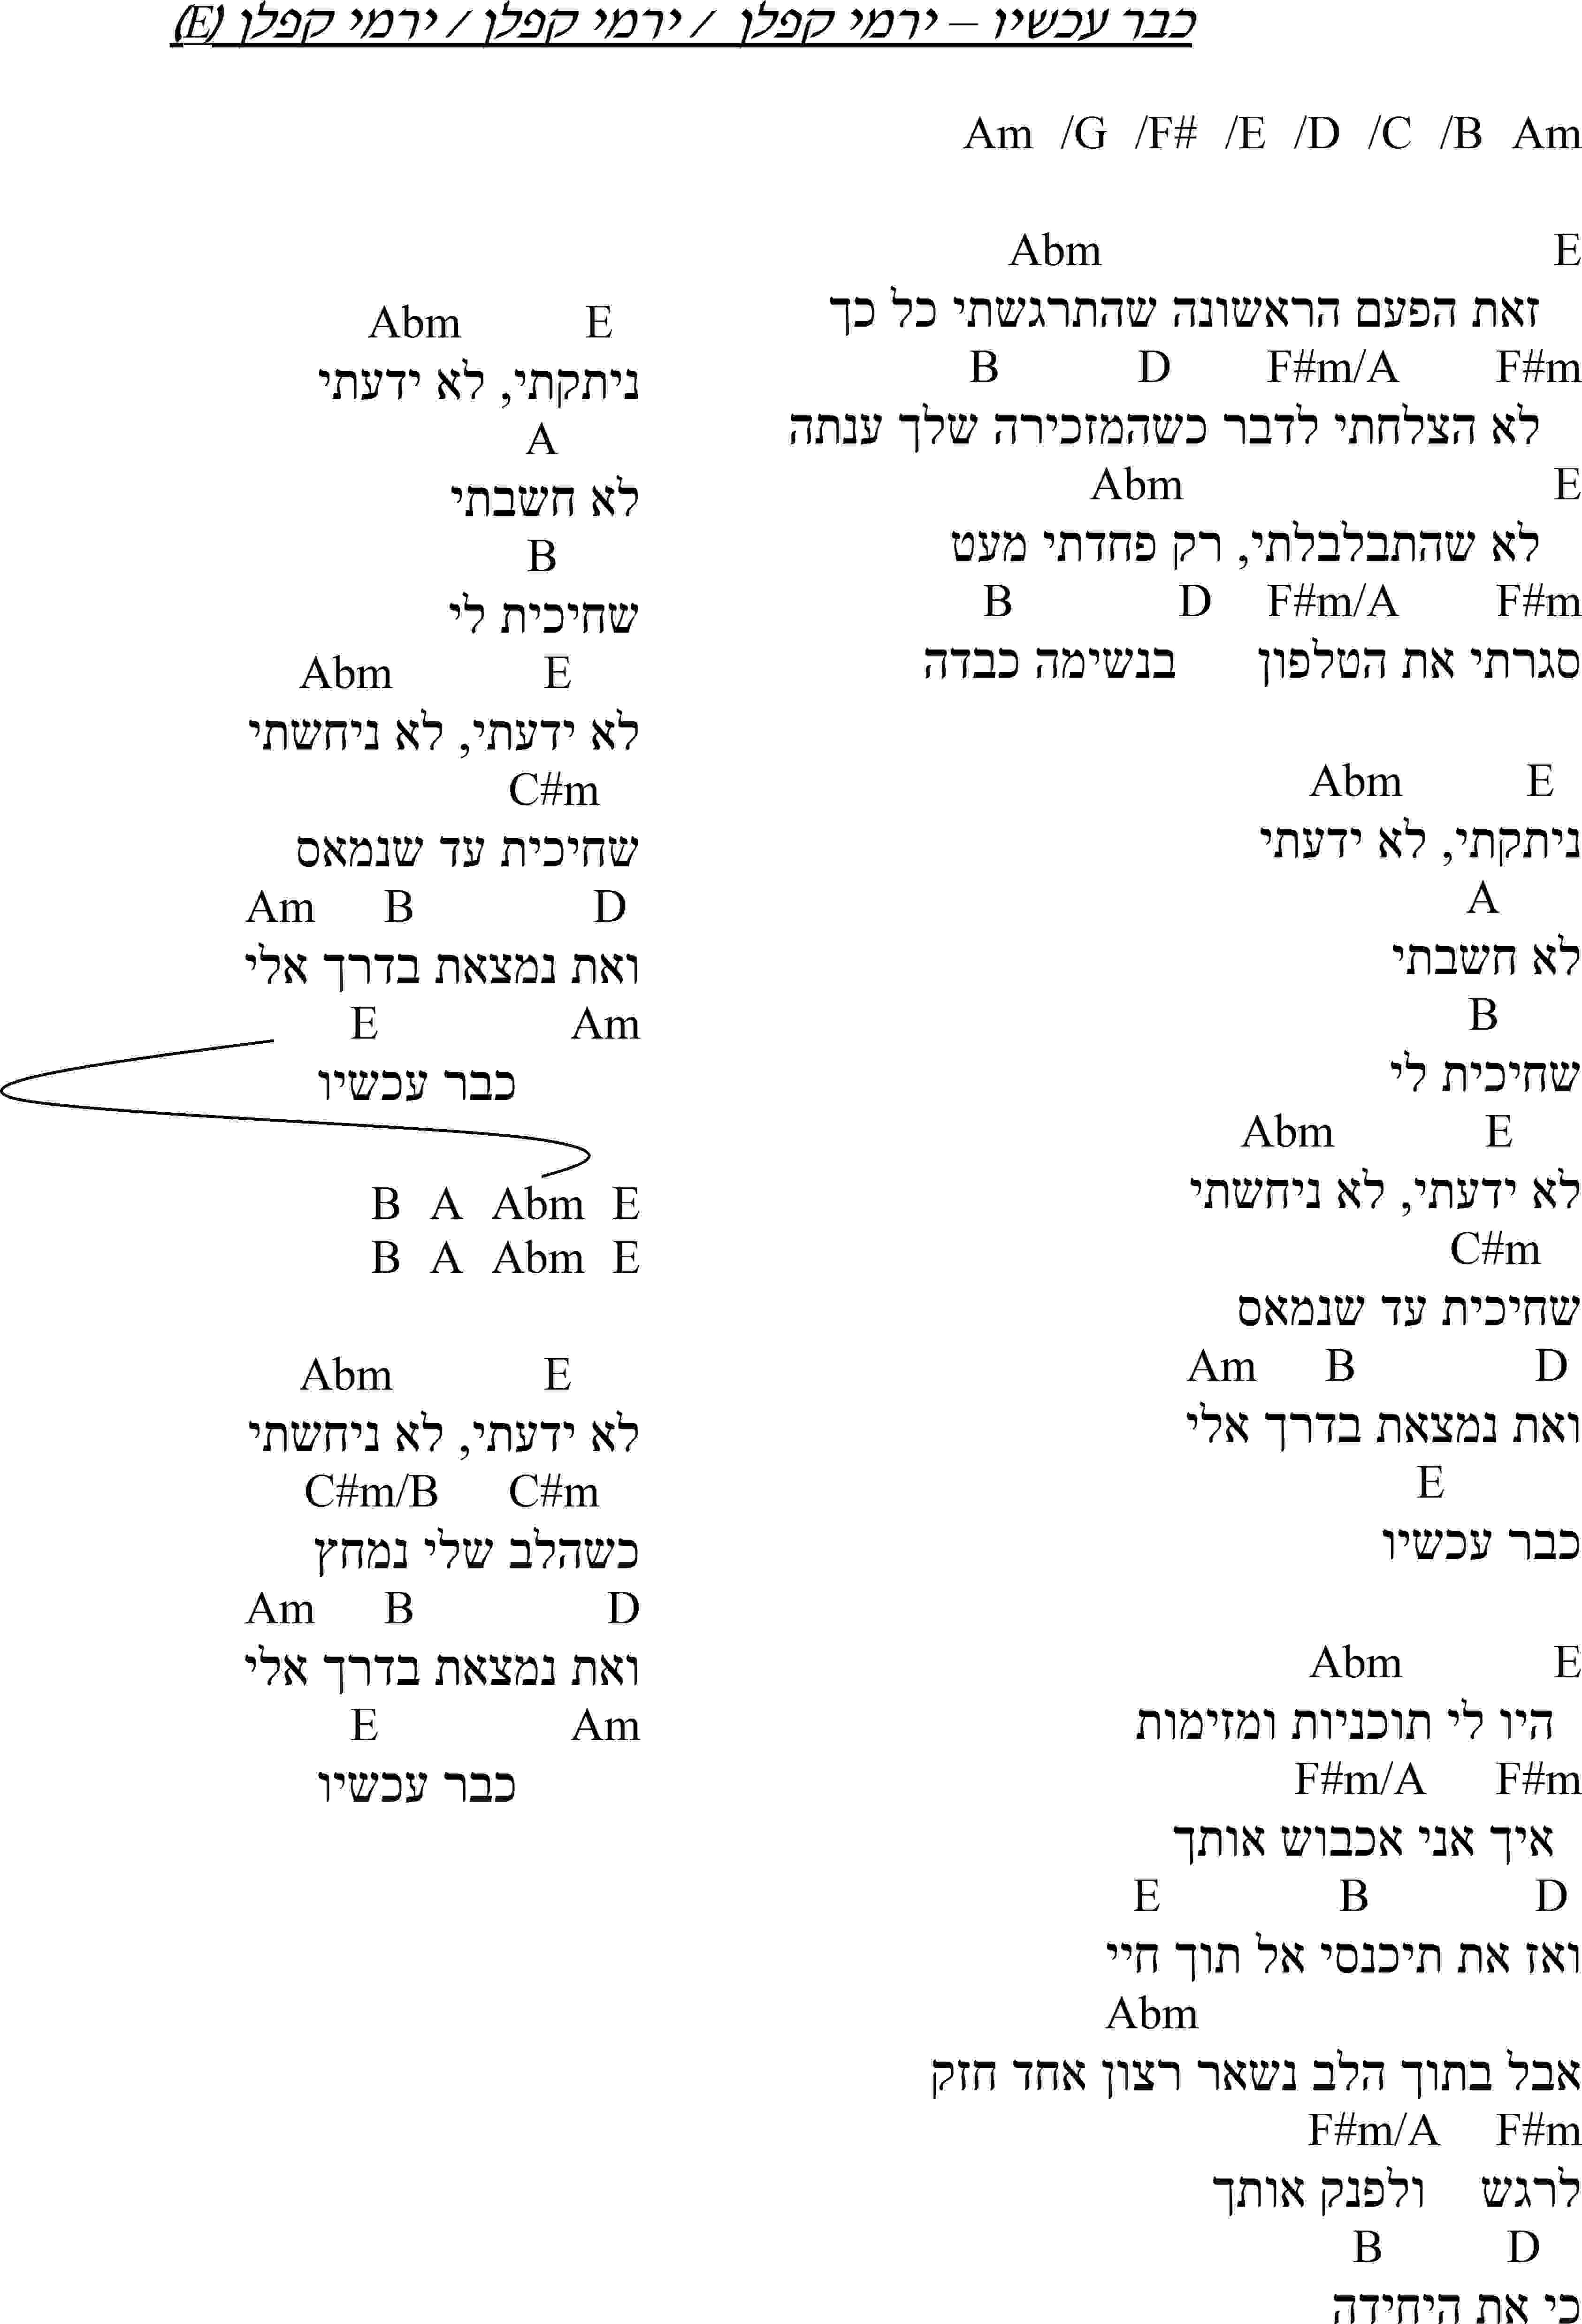 כבר עכשיו – ירמי קפלן / ירמי קפלן / ירמי קפלן (E)
Am /G /F# /E /D /C /B Am
Abm E
זאת הפעם הראשונה שהתרגשתי כל כך
B D F#m/A F#m
לא הצלחתי לדבר כשהמזכירה שלך ענתה
Abm E
לא שהתבלבלתי, רק פחדתי מעט
B D F#m/A F#m
סגרתי את הטלפון בנשימה כבדה
Abm E
ניתקתי, לא ידעתי
A
לא חשבתי
B
שחיכית לי
Abm E
לא ידעתי, לא ניחשתי
C#m
שחיכית עד שנמאס
Am B D
ואת נמצאת בדרך אלי
E
כבר עכשיו
Abm E
היו לי תוכניות ומזימות
F#m/A F#m
איך אני אכבוש אותך
E B D
ואז את תיכנסי אל תוך חיי
Abm
אבל בתוך הלב נשאר רצון אחד חזק
F#m/A F#m
לרגש ולפנק אותך
B D
כי את היחידה
Abm E
ניתקתי, לא ידעתי
A
לא חשבתי
B
שחיכית לי
Abm E
לא ידעתי, לא ניחשתי
C#m
שחיכית עד שנמאס
Am B D
ואת נמצאת בדרך אלי
E Am
כבר עכשיו
B A Abm E
B A Abm E
Abm E
לא ידעתי, לא ניחשתי
C#m/B C#m
כשהלב שלי נמחץ
Am B D
ואת נמצאת בדרך אלי
E Am
כבר עכשיו